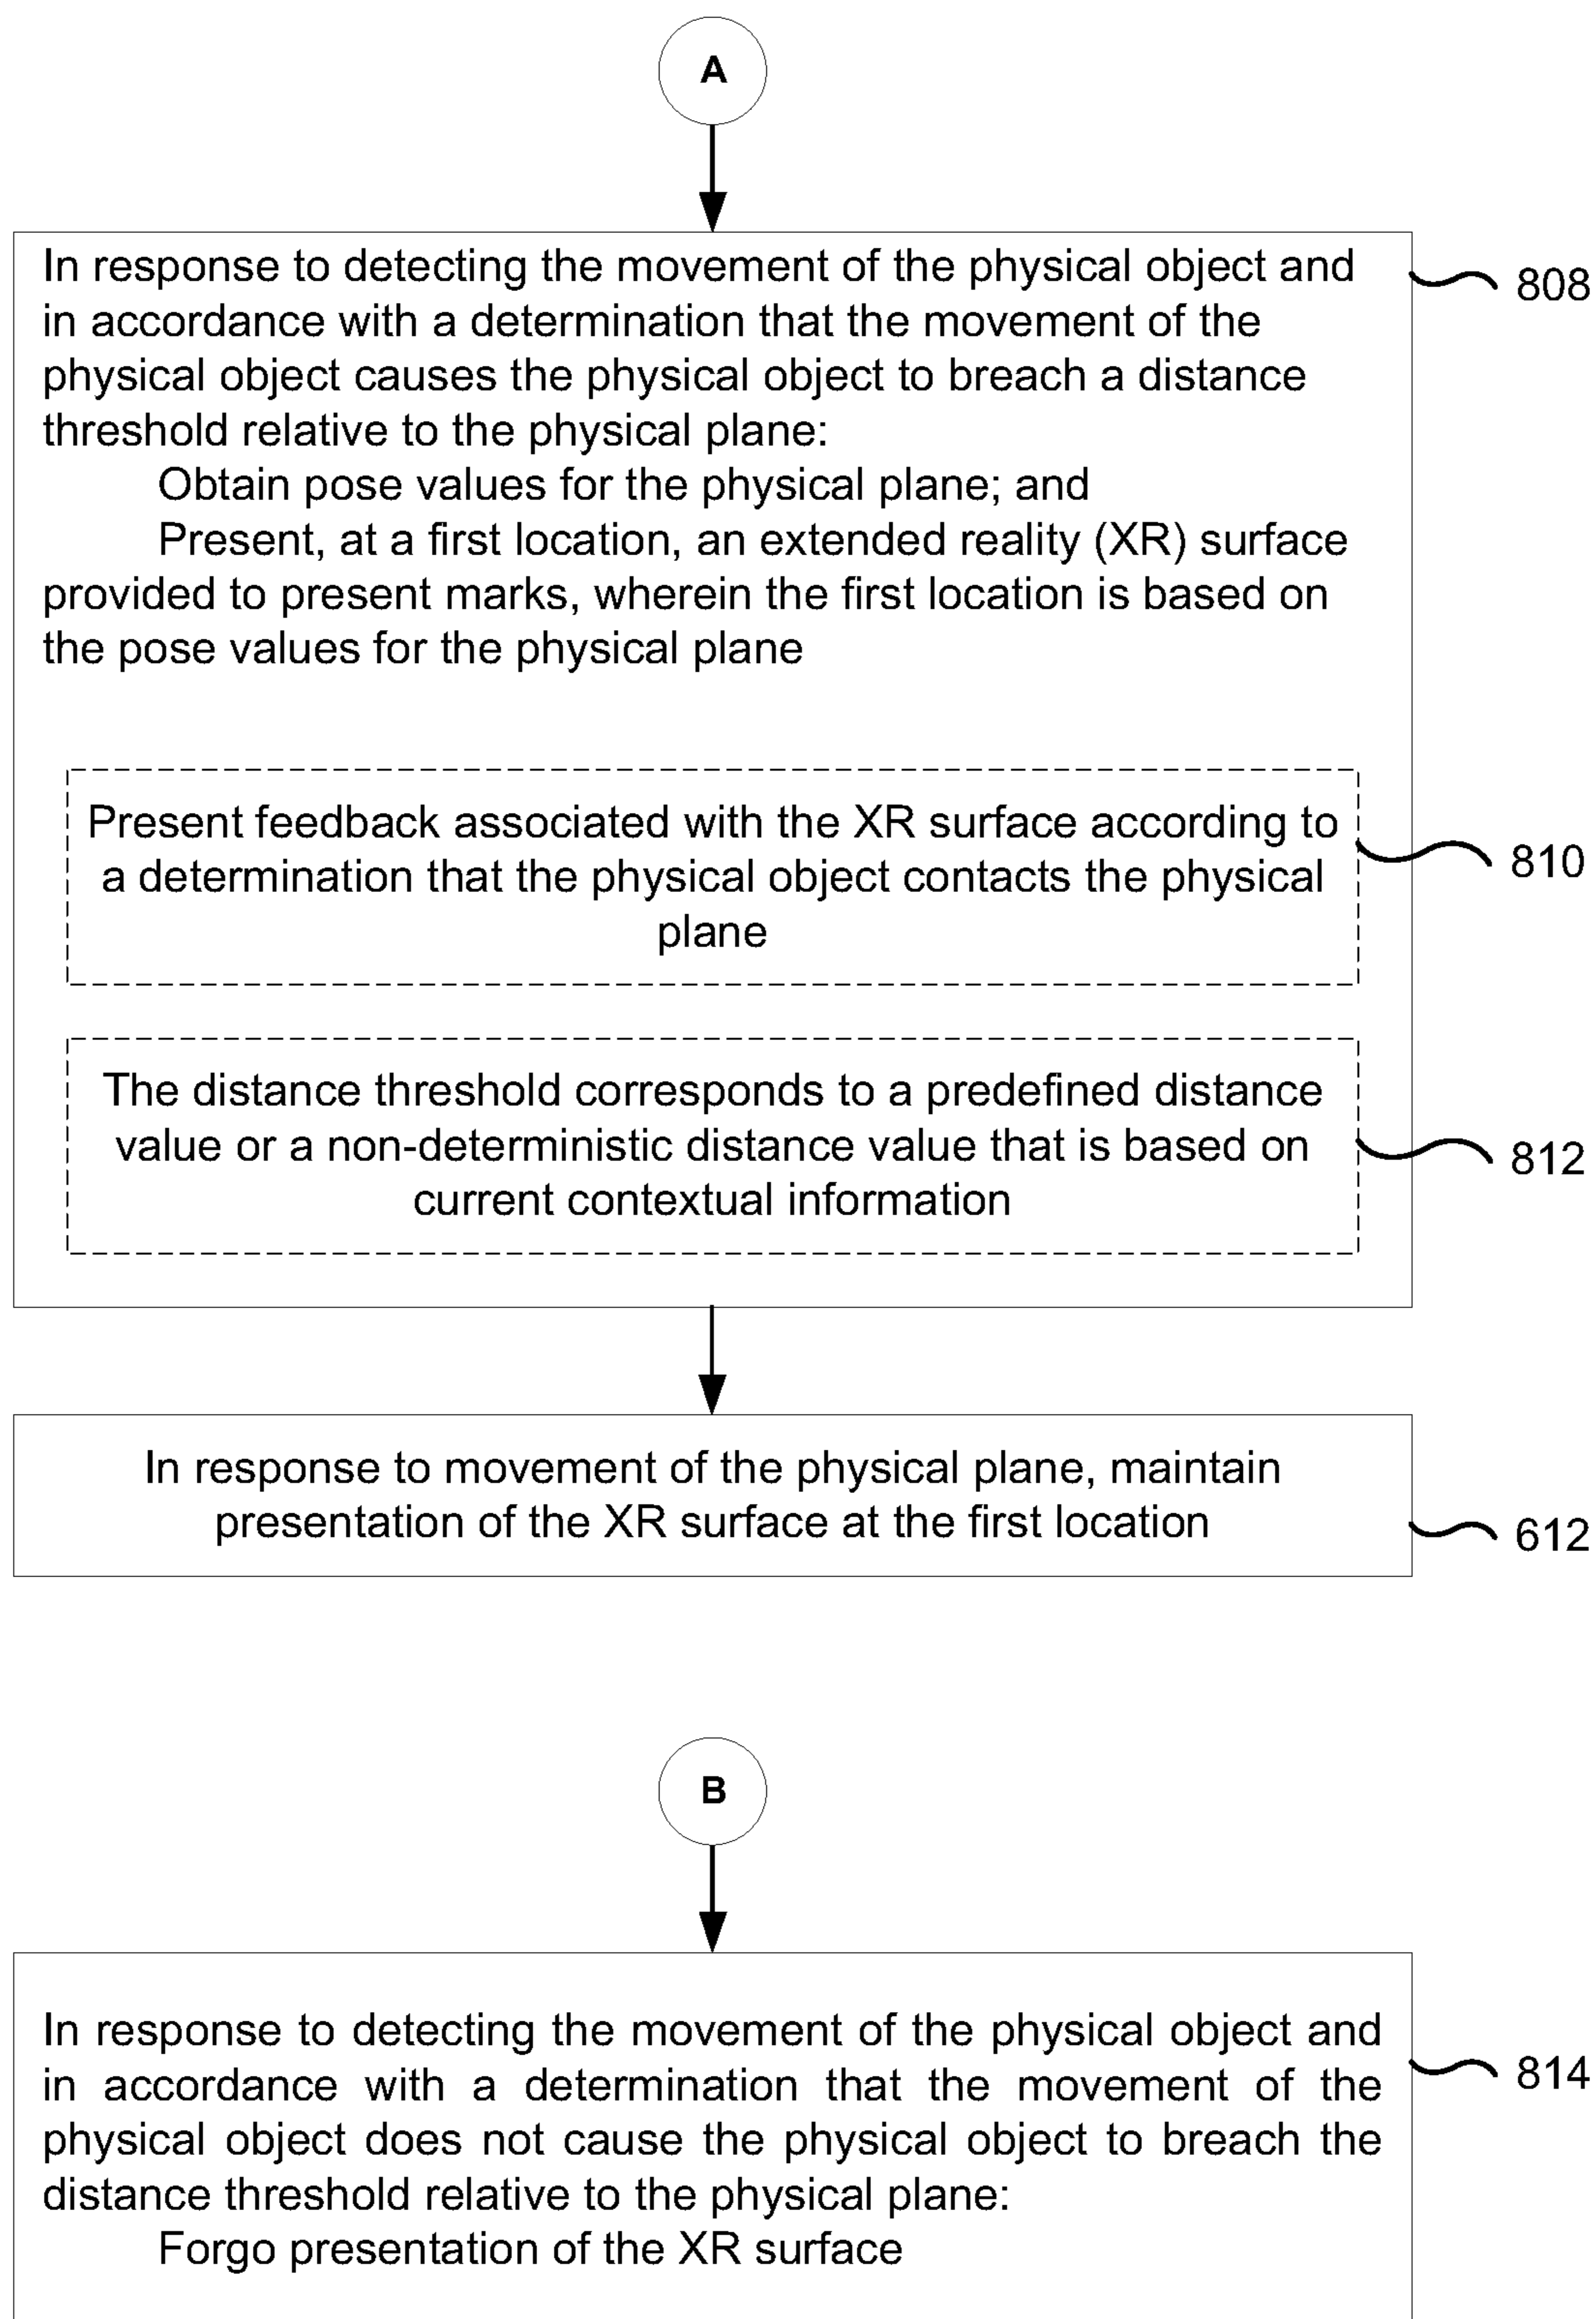 A
In response to detecting the movement of the physical object and
in accordance with a determination that the movement of the
physical object causes the physical object to breach a distance
threshold relative to the physical plane:
Obtain pose values for the physical plane; and
Present, at a first location, an extended reality (XR) surface
provided to present marks, wherein the first location is based on
the pose values for the physical plane
808
Present feedback associated with the XR surface according to
a determination that the physical object contacts the physical
plane
810
The distance threshold corresponds to a predefined distance
value or a non-deterministic distance value that is based on
current contextual information
812
In response to movement of the physical plane, maintain
presentation of the XR surface at the first location
612
B
In response to detecting the movement of the physical object and
in accordance with a determination that the movement of the
physical object does not cause the physical object to breach the
distance threshold relative to the physical plane:
Forgo presentation of the XR surface
814